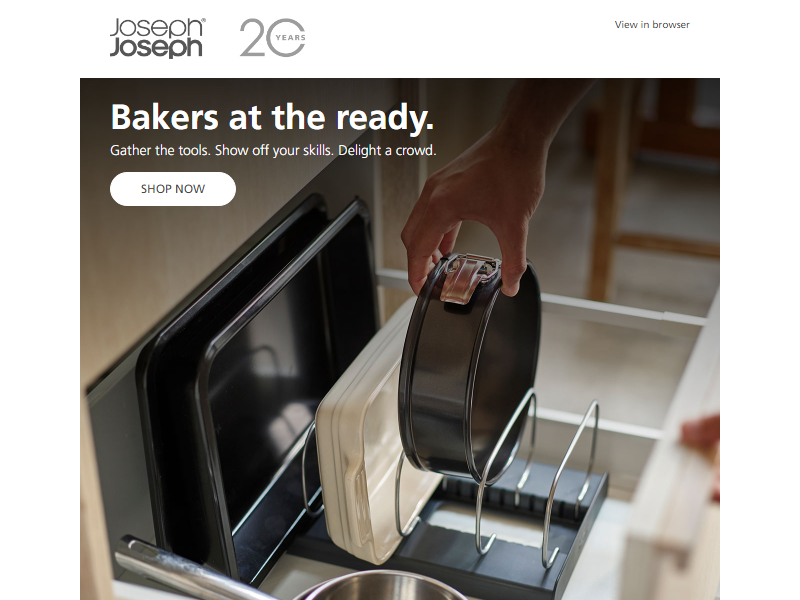 Joseph®
Joseph
20 YEARS
View in browser
Bakers at the ready.
Gather the tools. Show off your skills. Delight a crowd.
SHOP NOW